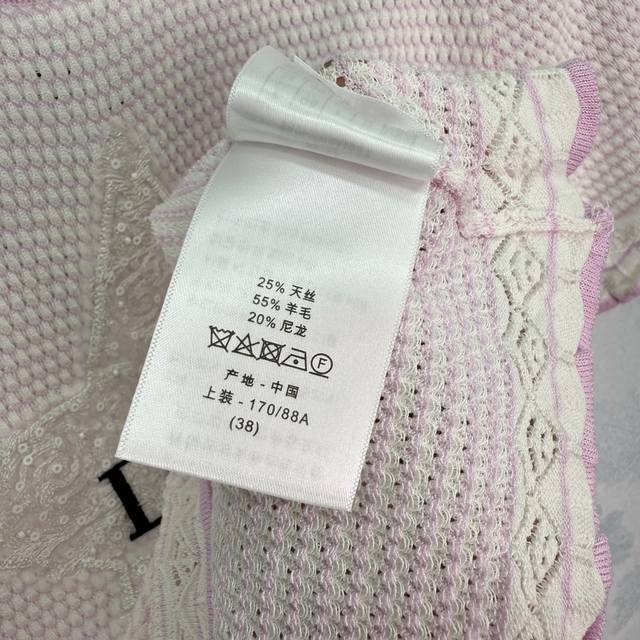 25% 天丝
55% 羊毛
20% 尼龙
F
产地 - 中国
上装 - 170/88A
(38)